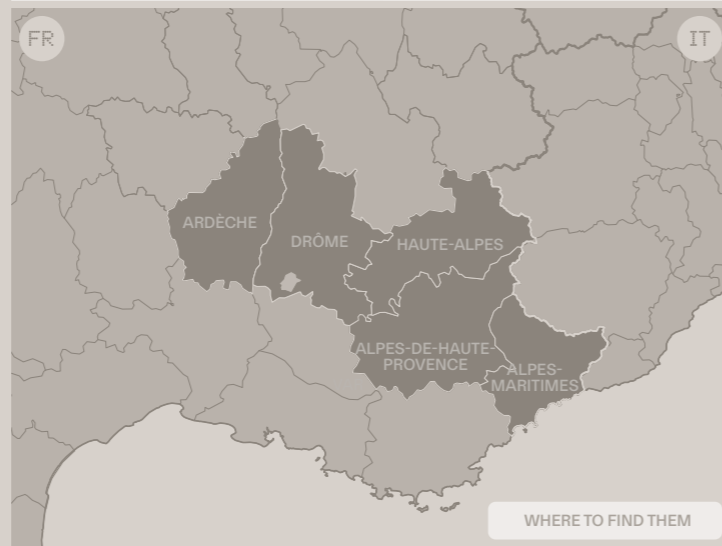 FR
IT
ARDÈCHE
DRÔME
HAUTE-ALPES
ALPES-DE-HAUTE-
PROVENCE
ALPES-
MARITIMES
WHERE TO FIND THEM